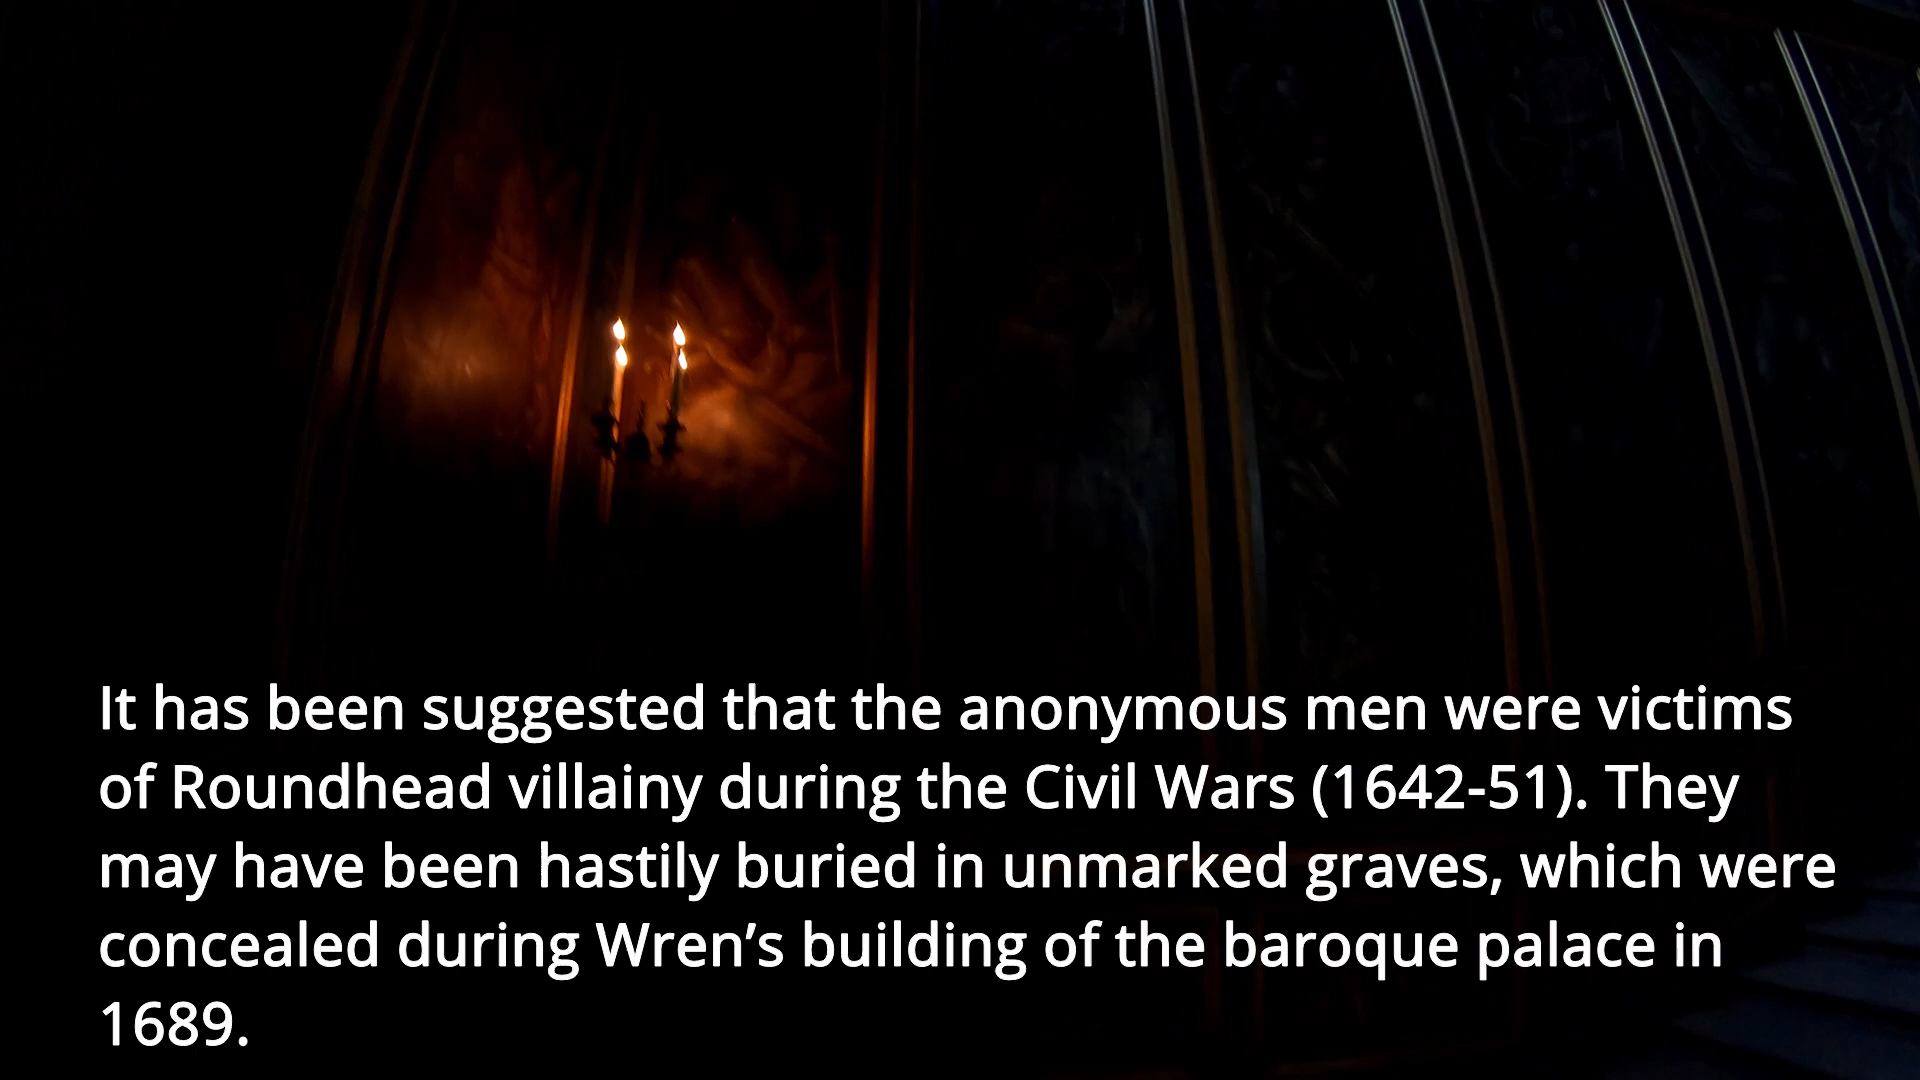 It has been suggested that the anonymous men were victims
of Roundhead villainy during the Civil Wars (1642-51). They
may have been hastily buried in unmarked graves, which were
concealed during Wren’s building of the baroque palace in
1689.